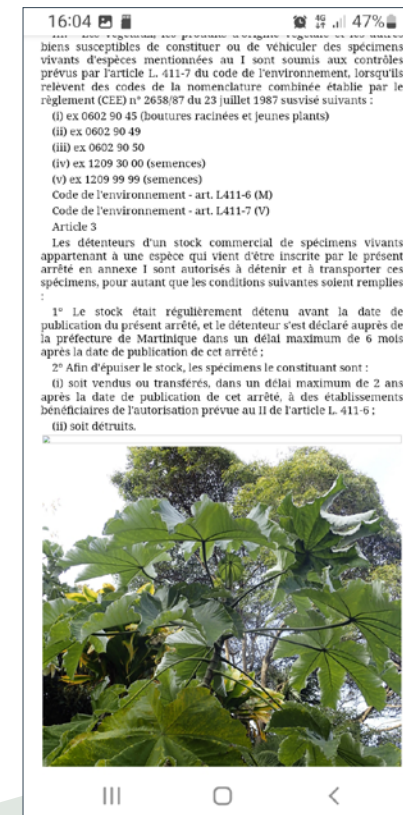 16:04
47%
III. - Les végétaux, les produits d'origine végétale et les autres
biens susceptibles de constituer ou de véhiculer des spécimens
vivants d'espèces mentionnées au I sont soumis aux contrôles
prévus par l'article L. 411-7 du code de l'environnement, lorsqu'ils
relèvent des codes de la nomenclature combinée établie par le
règlement (CEE) n° 2658/87 du 23 juillet 1987 susvisé suivants :
(i) ex 0602 90 45 (boutures racinées et jeunes plants)
(ii) ex 0602 90 49
(iii) ex 0602 90 50
(iv) ex 1209 30 00 (semences)
(v) ex 1209 99 99 (semences)
Code de l'environnement - art. L411-6 (M)
Code de l'environnement - art. L411-7 (V)
Article 3
Les détenteurs d'un stock commercial de spécimens vivants
appartenant à une espèce qui vient d'être inscrite par le présent
arrêté en annexe I sont autorisés à détenir et à transporter ces
spécimens, pour autant que les conditions suivantes soient remplies
:
1° Le stock était régulièrement détenu avant la date de
publication du présent arrêté, et le détenteur s'est déclaré auprès de
la préfecture de Martinique dans un délai maximum de 6 mois
après la date de publication de cet arrêté ;
2° Afin d'épuiser le stock, les spécimens le constituant sont :
(i) soit vendus ou transférés, dans un délai maximum de 2 ans
après la date de publication de cet arrêté, à des établissements
bénéficiaires de l'autorisation prévue au II de l'article L. 411-6 ;
(ii) soit détruits.